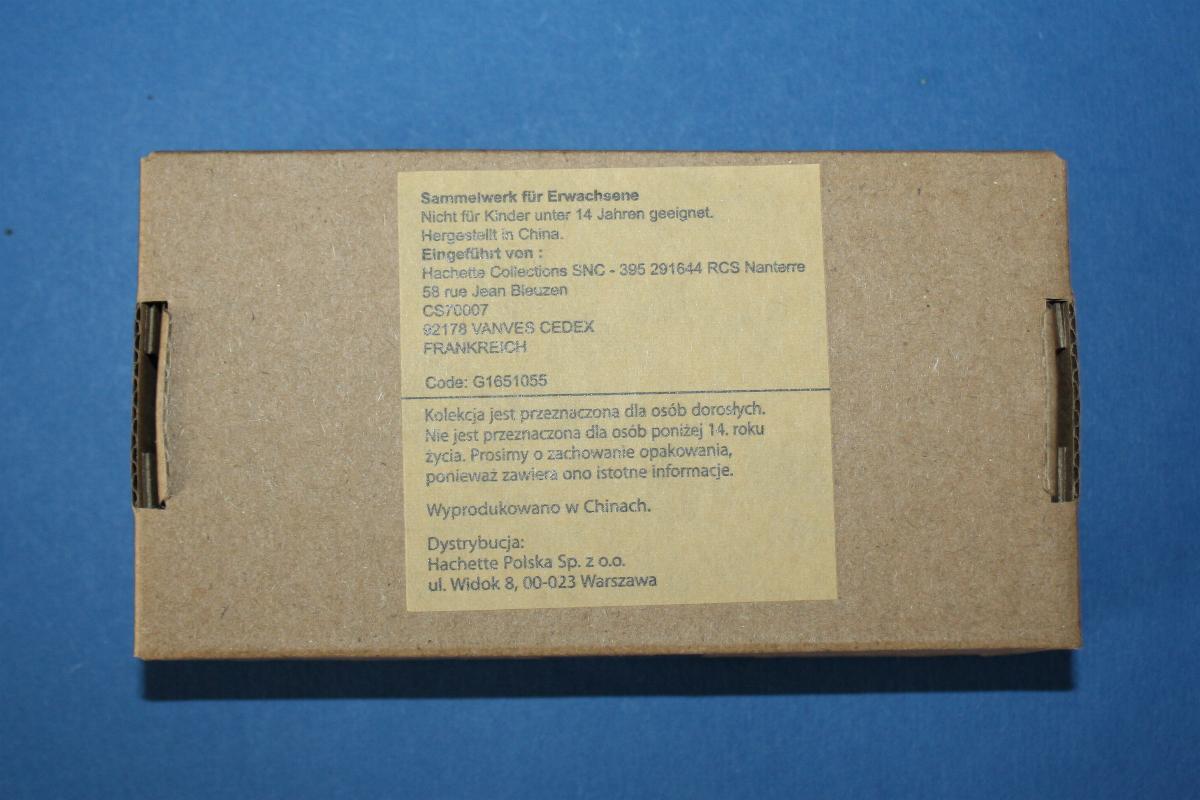 Sammelwerk für Erwachsene
Nicht für Kinder unter 14 Jahren geeignet.
Hergestellt in China.
Eingeführt von :
Hachette Collections SNC - 395 291644 RCS Nanterre
58 rue Jean Bleuzen
CS70007
92178 VANVES CEDEX
FRANKREICH
Code: G1651055
Kolekcja jest przeznaczona dla osób dorosłych.
Nie jest przeznaczona dla osób poniżej 14. roku
życia. Prosimy o zachowanie opakowania,
ponieważ zawiera ono istotne informacje.
Wyprodukowano w Chinach.
Dystrybucja:
Hachette Polska Sp. z o.o.
ul. Widok 8, 00-023 Warszawa